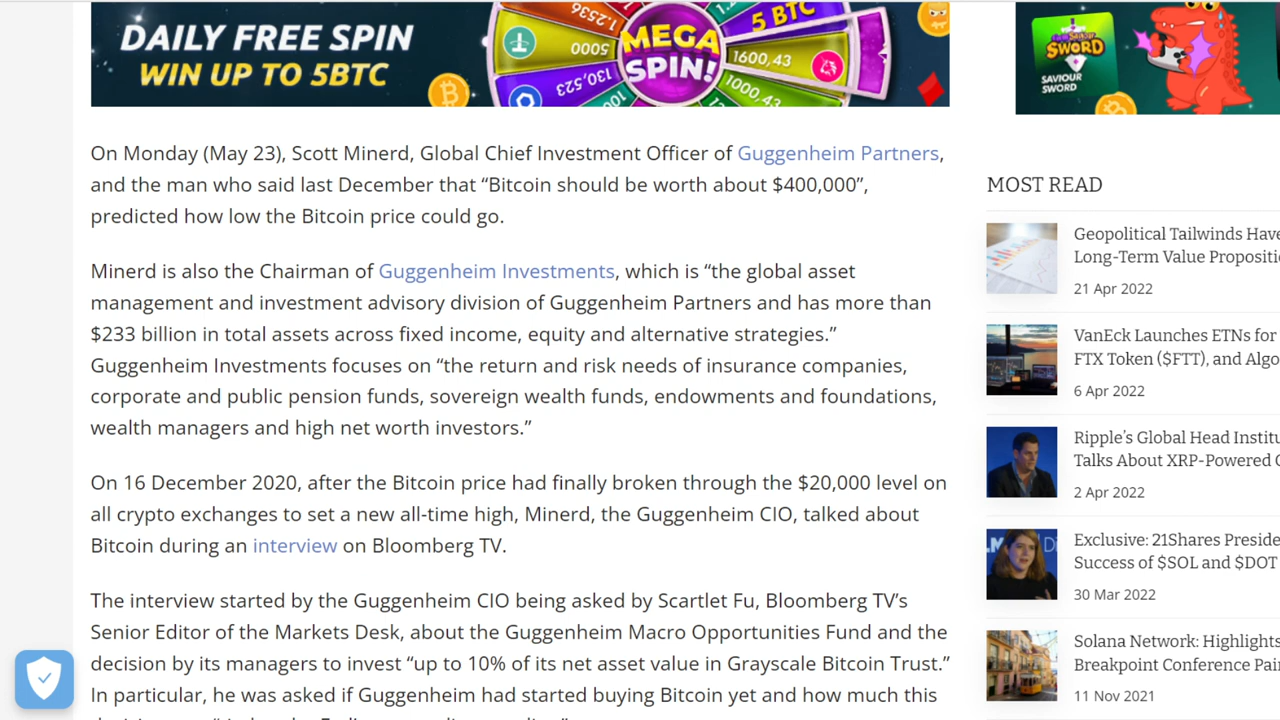 DAILY FREE SPIN
WIN UP TO 5BTC
1.2536
5000
130,523
MEGA
SPIN!
5 BTC
1600,43
1000,43
SWORD
SAVIOUR
SWORD
On Monday (May 23), Scott Minerd, Global Chief Investment Officer of Guggenheim Partners,
and the man who said last December that “Bitcoin should be worth about $400,000”,
predicted how low the Bitcoin price could go.
Minerd is also the Chairman of Guggenheim Investments, which is “the global asset
management and investment advisory division of Guggenheim Partners and has more than
$233 billion in total assets across fixed income, equity and alternative strategies.”
Guggenheim Investments focuses on “the return and risk needs of insurance companies,
corporate and public pension funds, sovereign wealth funds, endowments and foundations,
wealth managers and high net worth investors.”
On 16 December 2020, after the Bitcoin price had finally broken through the $20,000 level on
all crypto exchanges to set a new all-time high, Minerd, the Guggenheim CIO, talked about
Bitcoin during an interview on Bloomberg TV.
The interview started by the Guggenheim CIO being asked by Scartlet Fu, Bloomberg TV’s
Senior Editor of the Markets Desk, about the Guggenheim Macro Opportunities Fund and the
decision by its managers to invest “up to 10% of its net asset value in Grayscale Bitcoin Trust.”
In particular, he was asked if Guggenheim had started buying Bitcoin yet and how much this
MOST READ
Geopolitical Tailwinds Have
Long-Term Value Propositi
21 Apr 2022
VanEck Launches ETNs for
FTX Token ($FTT), and Algo
6 Apr 2022
Ripple’s Global Head Institu
Talks About XRP-Powered
2 Apr 2022
Exclusive: 21Shares Preside
Success of $SOL and $DOT
30 Mar 2022
Solana Network: Highlights
Breakpoint Conference Pai
11 Nov 2021